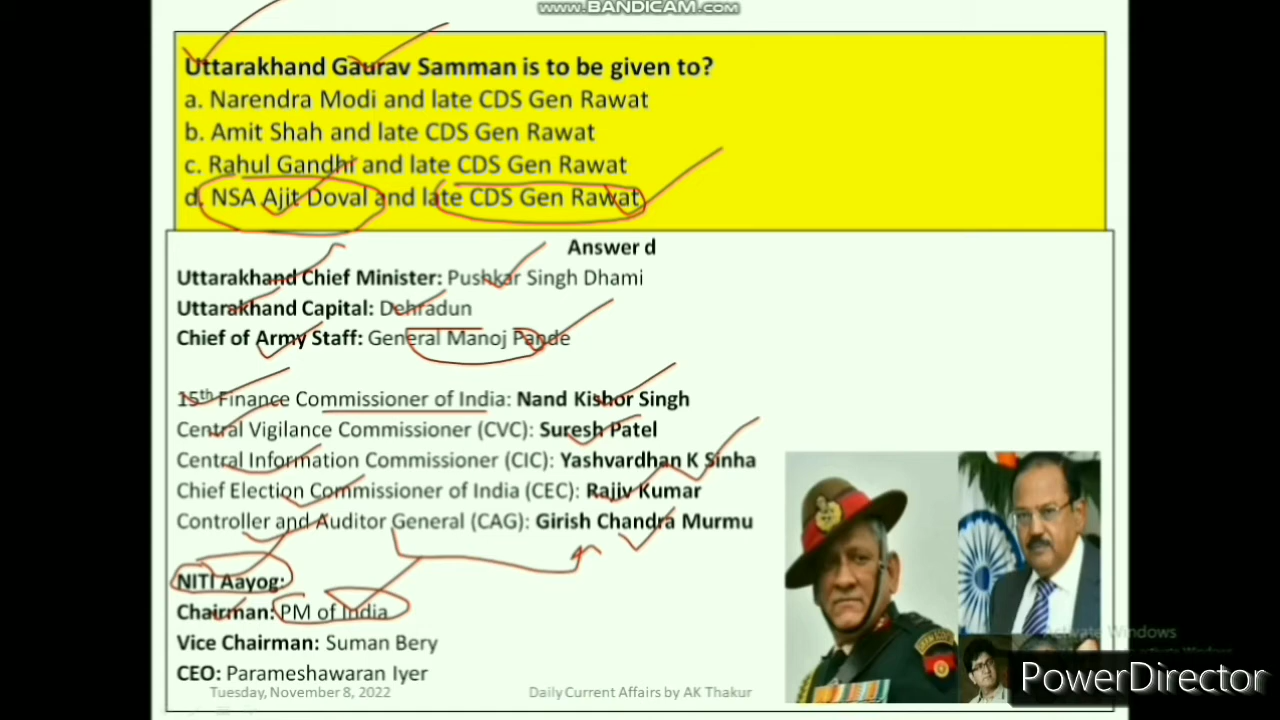 WWW.BANDICAM.COM
Uttarakhand Gaurav Samman is to be given to?
a. Narendra Modi and late CDS Gen Rawat
b. Amit Shah and late CDS Gen Rawat
c. Rahul Gandhi and late CDS Gen Rawat
d. NSA Ajit Doval and late CDS Gen Rawat
Answer d
Uttarakhand Chief Minister: Pushkar Singh Dhami
Uttarakhand Capital: Dehradun
Chief of Army Staff: General Manoj Pande
15th Finance Commissioner of India: Nand Kishor Singh
Central Vigilance Commissioner (CVC): Suresh Patel
Central Information Commissioner (CIC): Yashvardhan K Sinha
Chief Election Commissioner of India (CEC): Rajiv Kumar
Controller and Auditor General (CAG): Girish Chandra Murmu
NITI Aayog:
Chairman: PM of India
Vice Chairman: Suman Bery
CEO: Parameshawaran Iyer
Tuesday, November 8, 2022 Daily Current Affairs by AK Thakur
Activate Windows
PowerDirector